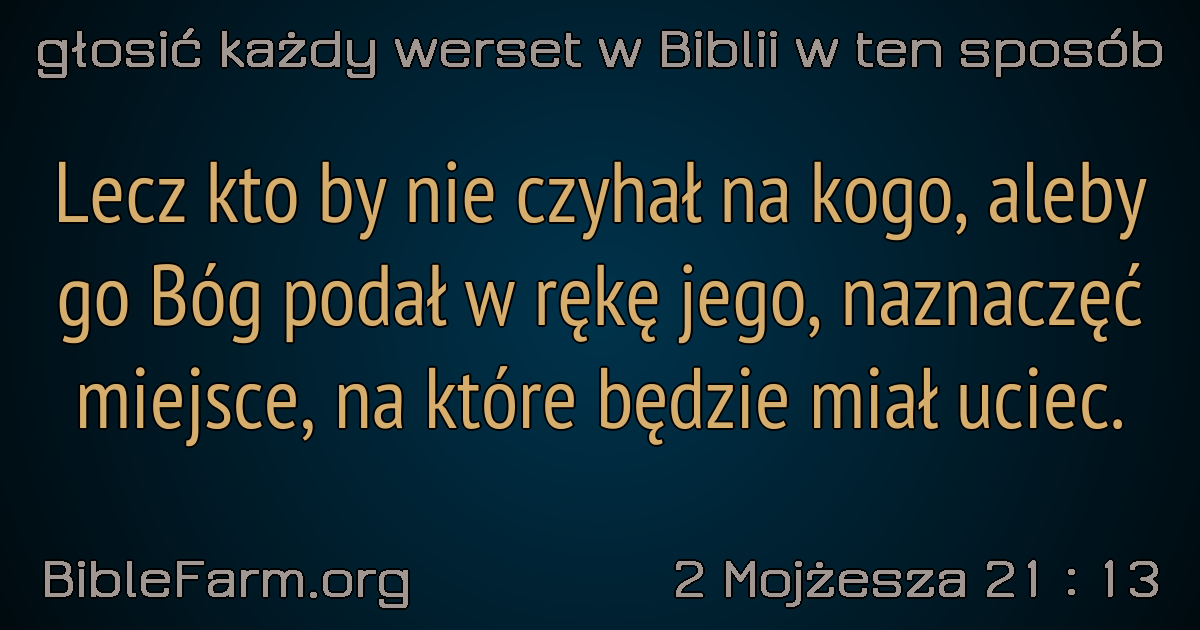 głosić każdy werset w Biblii w ten sposób
Lecz kto by nie czyhał na kogo, aleby
go Bóg podał w rękę jego, naznaczęć
miejsce, na które będzie miał uciec.
BibleFarm.org
2 Mojżesza 21 : 13